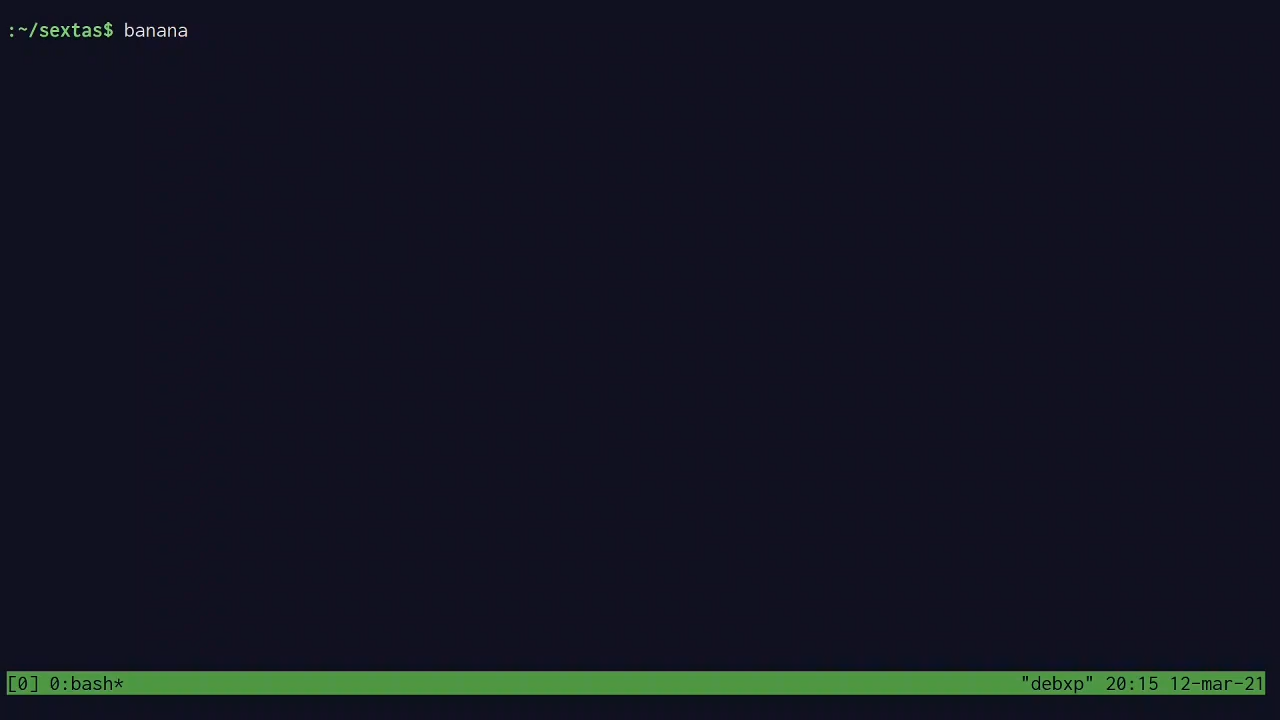 :~/sextas$ banana
[0] 0:bash* "debxp" 20:15 12-mar-21